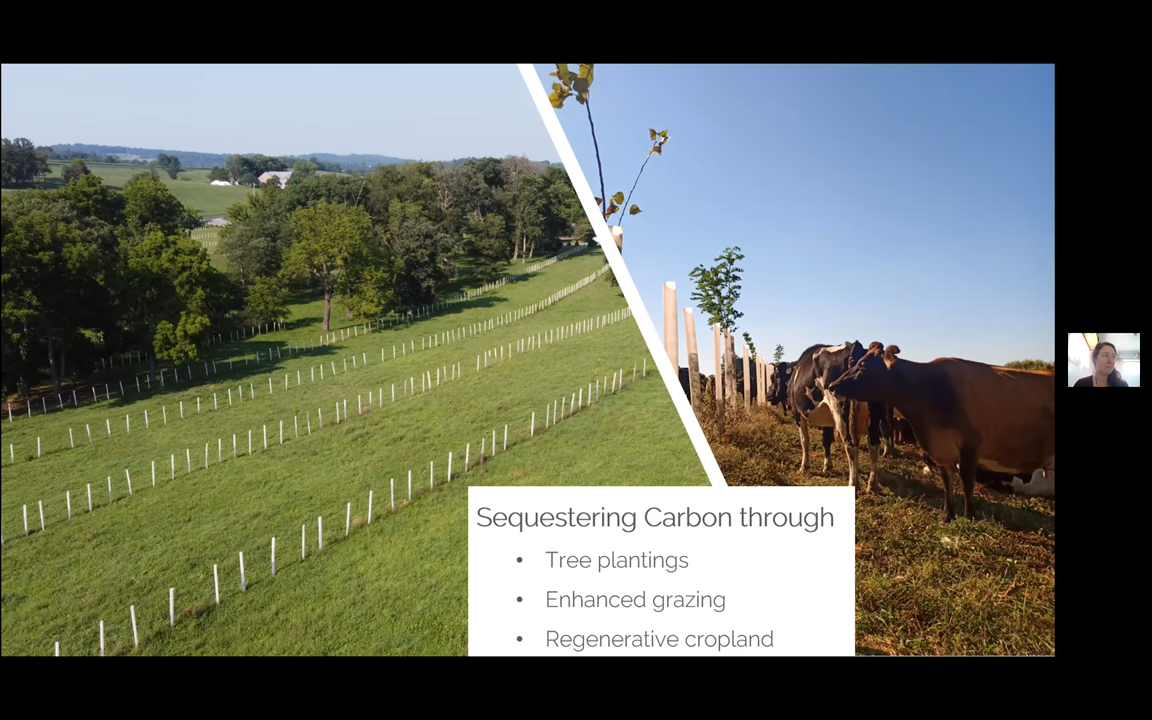 Sequestering Carbon through
• Tree plantings
• Enhanced grazing
• Regenerative cropland